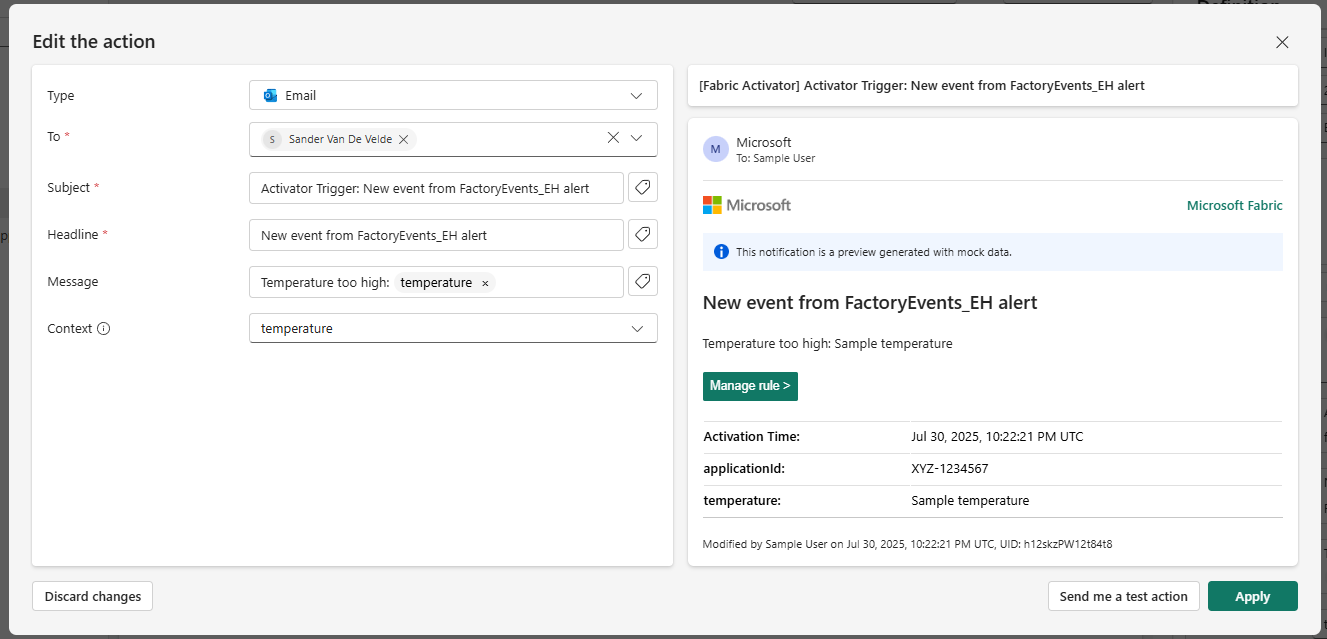 Edit the action
Type
Email
To *
S Sander Van De Velde
Subject *
Activator Trigger: New event from FactoryEvents_EH alert
Headline *
New event from FactoryEvents_EH alert
Message
Temperature too high: temperature ×
Context
temperature
[Fabric Activator] Activator Trigger: New event from FactoryEvents_EH alert
M
Microsoft
To: Sample User
Microsoft
Microsoft Fabric
This notification is a preview generated with mock data.
New event from FactoryEvents_EH alert
Temperature too high: Sample temperature
Manage rule >
Activation Time: Jul 30, 2025, 10:22:21 PM UTC
applicationId: XYZ-1234567
temperature: Sample temperature
Modified by Sample User on Jul 30, 2025, 10:22:21 PM UTC, UID: h12skzPW12t84t8
Discard changes
Send me a test action
Apply